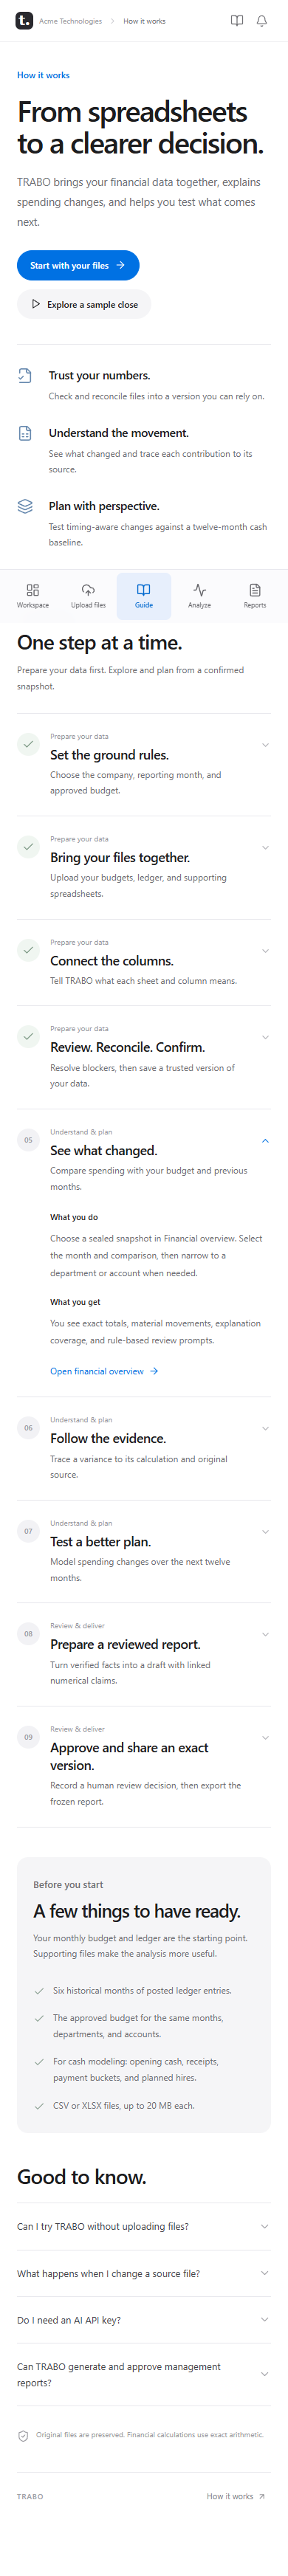 t. Acme Technologies How it works
How it works
From spreadsheets
to a clearer decision.
TRABO brings your financial data together, explains
spending changes, and helps you test what comes
next.
Start with your files
Explore a sample close
Trust your numbers.
Check and reconcile files into a version you can rely on.
Understand the movement.
See what changed and trace each contribution to its
source.
Plan with perspective.
Test timing-aware changes against a twelve-month cash
baseline.
Workspace Upload files Guide Analyze Reports
One step at a time.
Prepare your data first. Explore and plan from a confirmed
snapshot.
Prepare your data
Set the ground rules.
Choose the company, reporting month, and
approved budget.
Prepare your data
Bring your files together.
Upload your budgets, ledger, and supporting
spreadsheets.
Prepare your data
Connect the columns.
Tell TRABO what each sheet and column means.
Prepare your data
Review. Reconcile. Confirm.
Resolve blockers, then save a trusted version of
your data.
05 Understand & plan
See what changed.
Compare spending with your budget and previous
months.
What you do
Choose a sealed snapshot in Financial overview. Select
the month and comparison, then narrow to a
department or account when needed.
What you get
You see exact totals, material movements, explanation
coverage, and rule-based review prompts.
Open financial overview
06 Understand & plan
Follow the evidence.
Trace a variance to its calculation and original
source.
07 Understand & plan
Test a better plan.
Model spending changes over the next twelve
months.
08 Review & deliver
Prepare a reviewed report.
Turn verified facts into a draft with linked
numerical claims.
09 Review & deliver
Approve and share an exact
version.
Record a human review decision, then export the
frozen report.
Before you start
A few things to have ready.
Your monthly budget and ledger are the starting point.
Supporting files make the analysis more useful.
Six historical months of posted ledger entries.
The approved budget for the same months,
departments, and accounts.
For cash modeling: opening cash, receipts,
payment buckets, and planned hires.
CSV or XLSX files, up to 20 MB each.
Good to know.
Can I try TRABO without uploading files?
What happens when I change a source file?
Do I need an AI API key?
Can TRABO generate and approve management
reports?
Original files are preserved. Financial calculations use exact arithmetic.
TRABO How it works